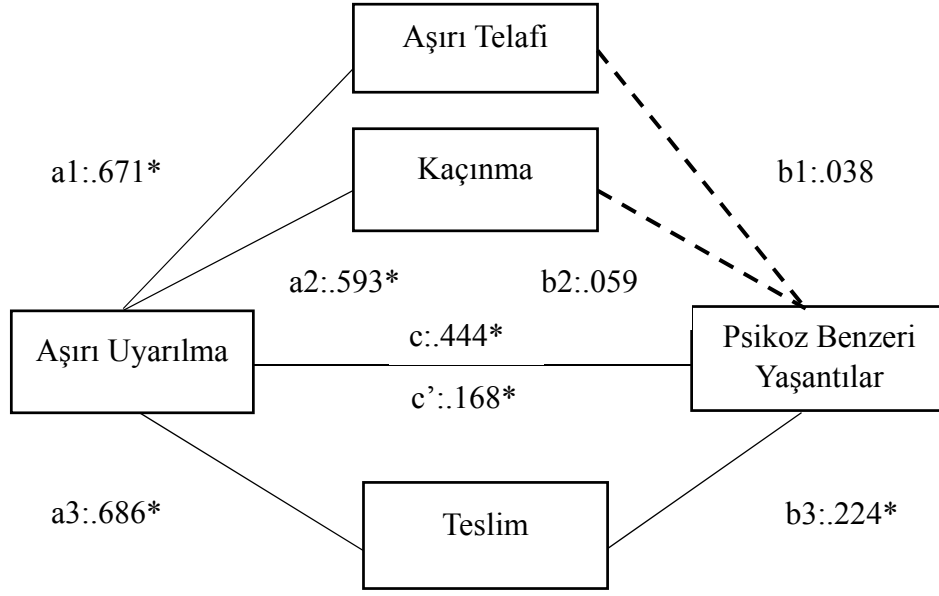 Aşırı Telafi
a1:.671*
Kaçınma
b1:.038
a2:.593*
b2:.059
Aşırı Uyarılma
c:.444*
c’:.168*
Psikoz Benzeri
Yaşantılar
a3:.686*
Teslim
b3:.224*